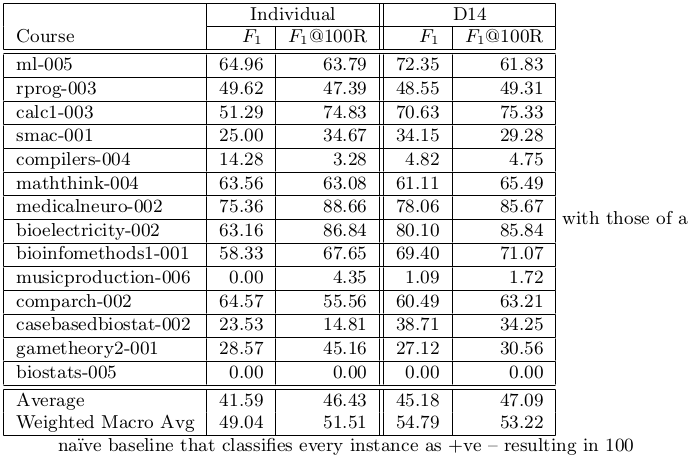 Individual D14
Course F1 F1@100R F1 F1@100R
ml-005 64.96 63.79 72.35 61.83
rprog-003 49.62 47.39 48.55 49.31
calc1-003 51.29 74.83 70.63 75.33
smac-001 25.00 34.67 34.15 29.28
compilers-004 14.28 3.28 4.82 4.75
maththink-004 63.56 63.08 61.11 65.49
medicalneuro-002 75.36 88.66 78.06 85.67
bioelectricity-002 63.16 86.84 80.10 85.84
bioinfomethods1-001 58.33 67.65 69.40 71.07
musicproduction-006 0.00 4.35 1.09 1.72
comparch-002 64.57 55.56 60.49 63.21
casebasedbiostat-002 23.53 14.81 38.71 34.25
gametheory2-001 28.57 45.16 27.12 30.56
biostats-005 0.00 0.00 0.00 0.00
Average 41.59 46.43 45.18 47.09
Weighted Macro Avg 49.04 51.51 54.79 53.22
with those of a
naïve baseline that classifies every instance as +ve – resulting in 100